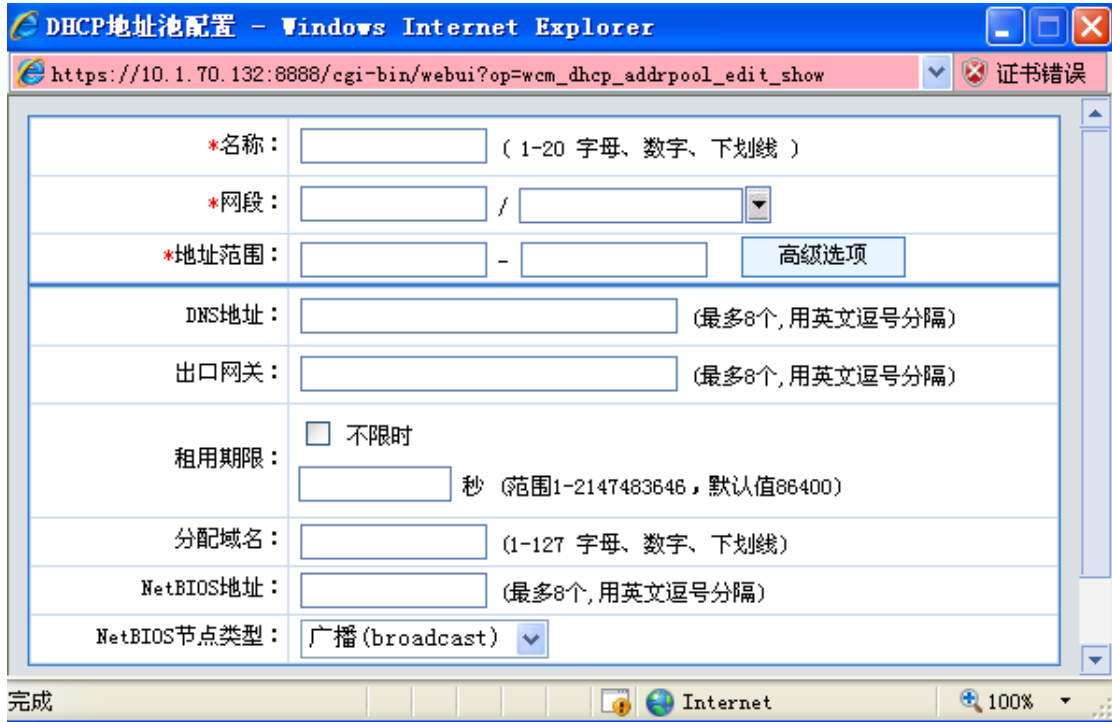 DHCP地址池配置 - Windows Internet Explorer
https://10.1.70.132:8888/cgi-bin/webui?op=wcm_dhcp_addrpool_edit_show 证书错误
*名称： ( 1-20 字母、数字、下划线 )
*网段： /
*地址范围： - 高级选项
DNS地址： (最多8个,用英文逗号分隔)
出口网关： (最多8个,用英文逗号分隔)
不限时
租用期限：
秒 (范围1-2147483646，默认值86400)
分配域名： (1-127 字母、数字、下划线)
NetBIOS地址： (最多8个,用英文逗号分隔)
NetBIOS节点类型： 广播(broadcast)
完成 Internet 100%